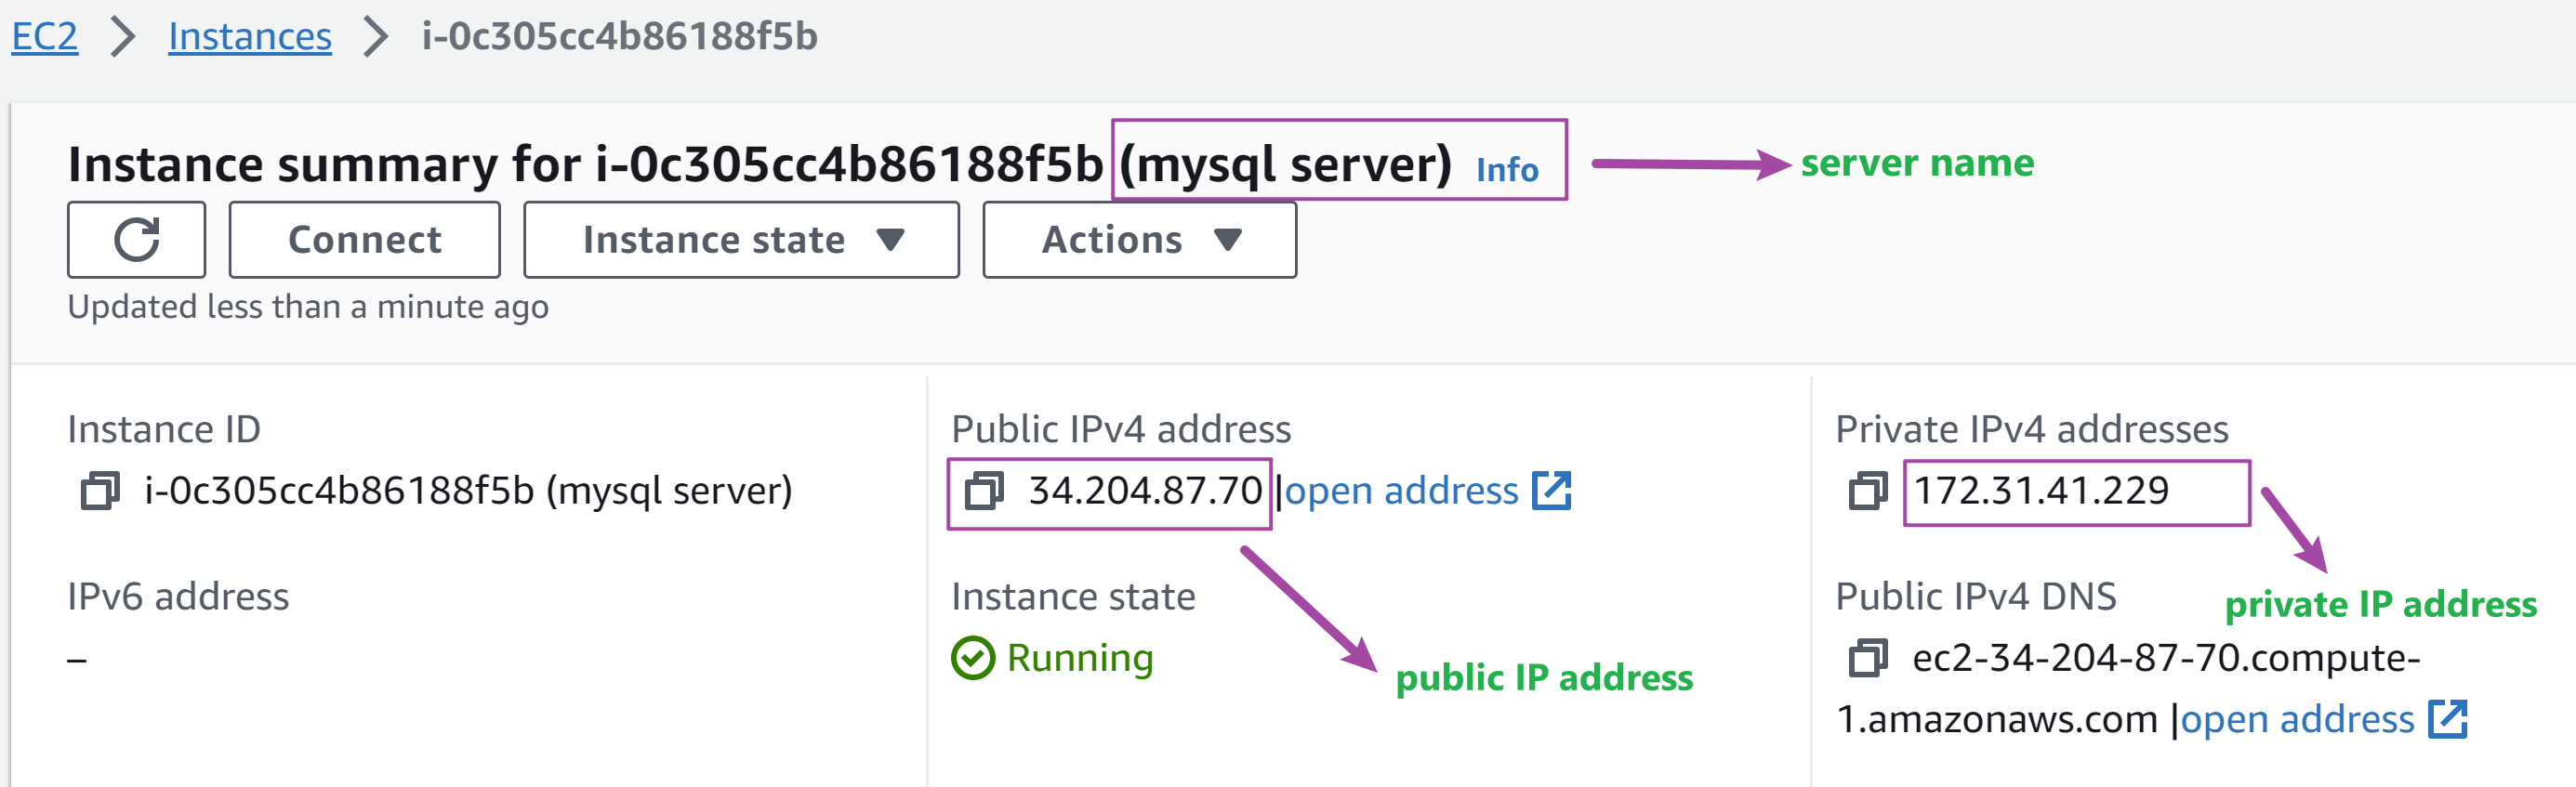 EC2 > Instances > i-0c305cc4b86188f5b
Instance summary for i-0c305cc4b86188f5b (mysql server) Info
server name
Connect
Instance state
Actions
Updated less than a minute ago
Instance ID
i-0c305cc4b86188f5b (mysql server)
Public IPv4 address
34.204.87.70 |open address
Private IPv4 addresses
172.31.41.229
IPv6 address
–
Instance state
Running
public IP address
Public IPv4 DNS
private IP address
ec2-34-204-87-70.compute-
1.amazonaws.com |open address